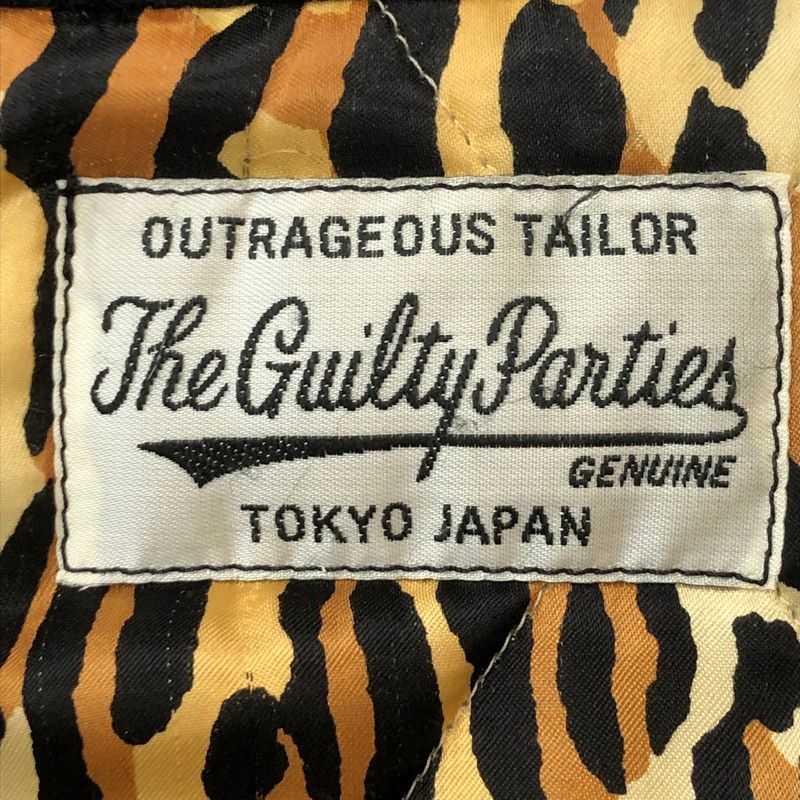 OUTRAGEOUS TAILOR
The Guilty Parties
GENUINE
TOKYO JAPAN